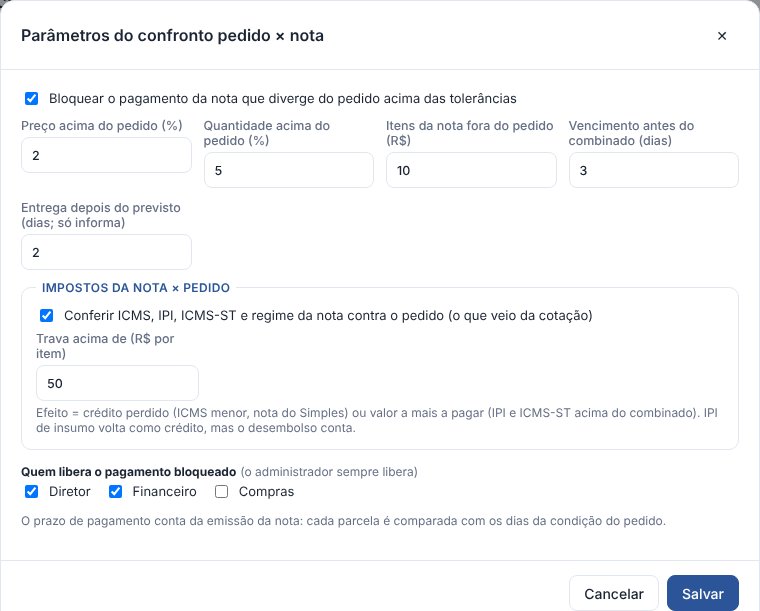 Parâmetros do confronto pedido × nota
×
Bloquear o pagamento da nota que diverge do pedido acima das tolerâncias
Preço acima do pedido (%)
2
Quantidade acima do
pedido (%)
5
Itens da nota fora do pedido
(R$)
10
Vencimento antes do
combinado (dias)
3
Entrega depois do previsto
(dias; só informa)
2
IMPOSTOS DA NOTA × PEDIDO
Conferir ICMS, IPI, ICMS-ST e regime da nota contra o pedido (o que veio da cotação)
Trava acima de (R$ por
item)
50
Efeito = crédito perdido (ICMS menor, nota do Simples) ou valor a mais a pagar (IPI e ICMS-ST acima do combinado). IPI
de insumo volta como crédito, mas o desembolso conta.
Quem libera o pagamento bloqueado (o administrador sempre libera)
Diretor Financeiro Compras
O prazo de pagamento conta da emissão da nota: cada parcela é comparada com os dias da condição do pedido.
Cancelar Salvar